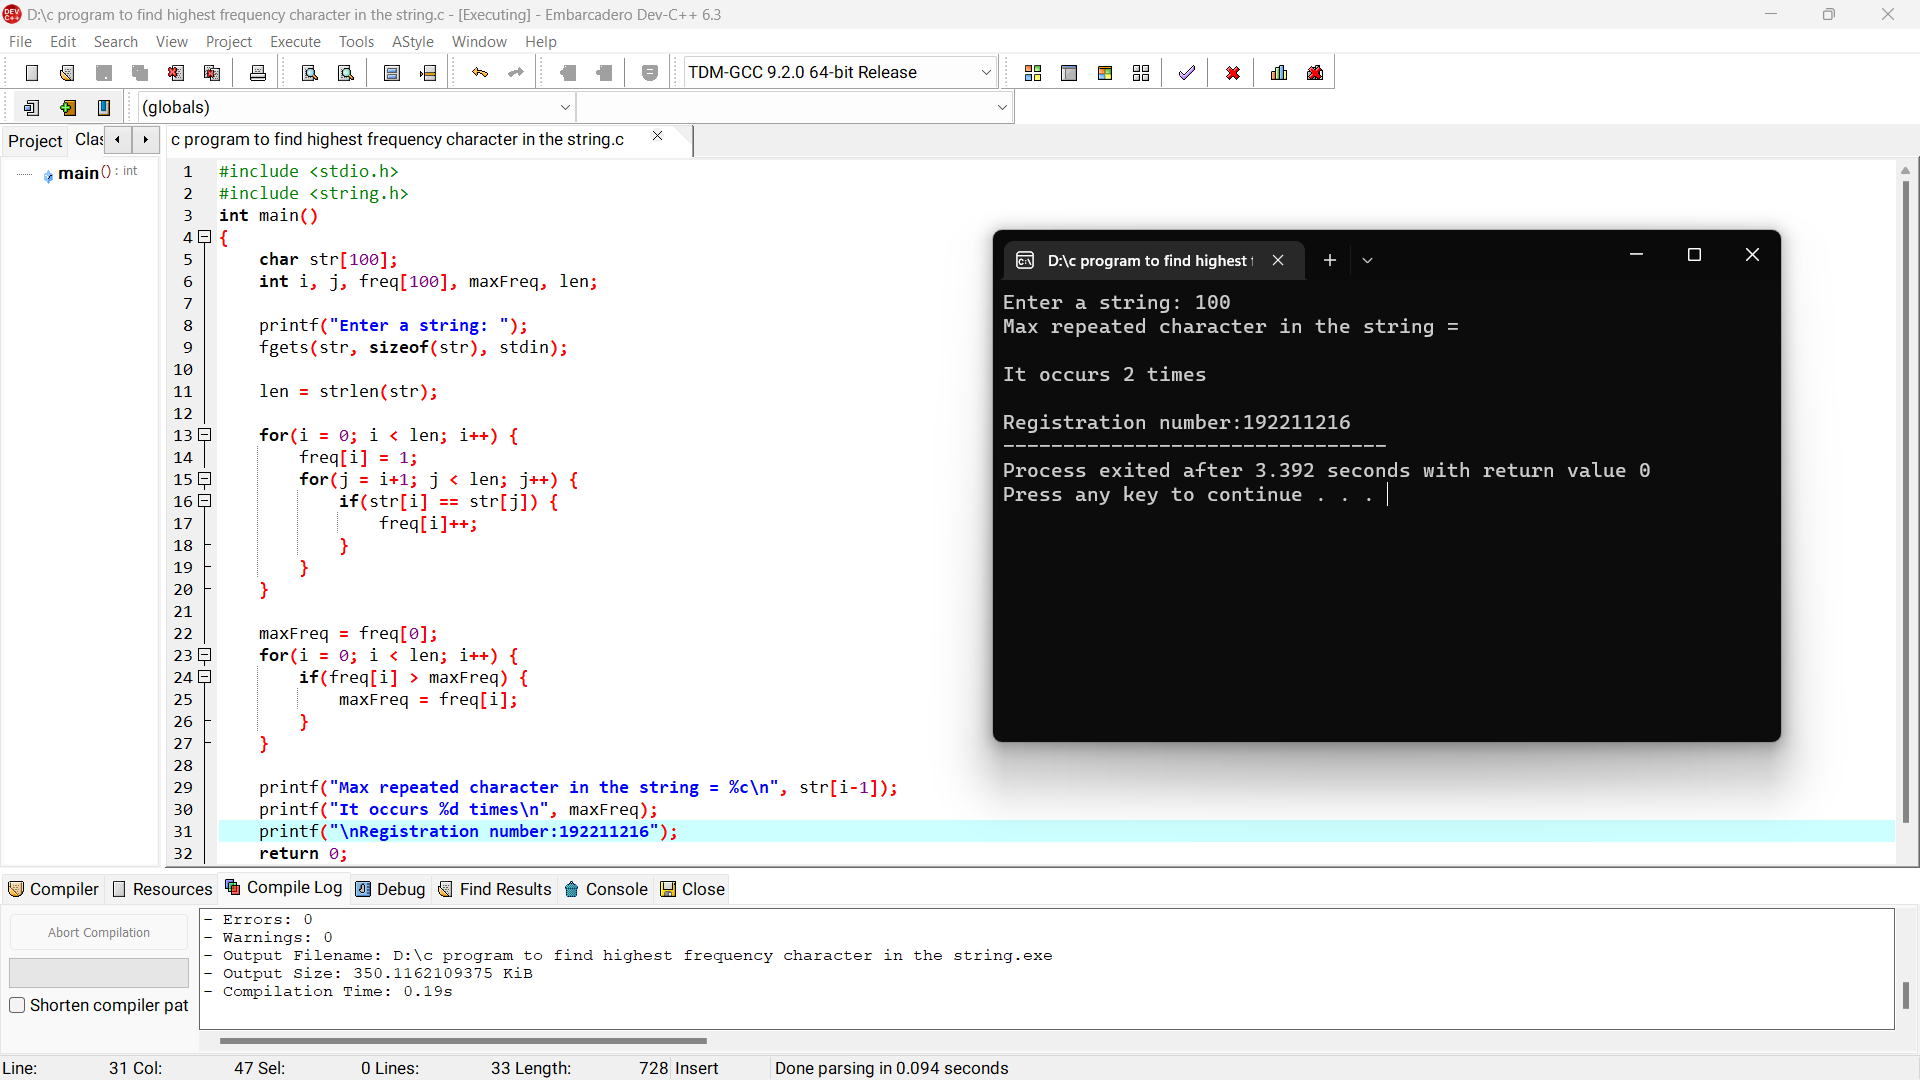 D:\c program to find highest frequency character in the string.c - [Executing] - Embarcadero Dev-C++ 6.3
File Edit Search View Project Execute Tools AStyle Window Help
TDM-GCC 9.2.0 64-bit Release
(globals)
Project Clas
c program to find highest frequency character in the string.c
main() : int
1 #include <stdio.h>
2 #include <string.h>
3 int main()
4 {
5 char str[100];
6 int i, j, freq[100], maxFreq, len;
7
8 printf("Enter a string: ");
9 fgets(str, sizeof(str), stdin);
10
11 len = strlen(str);
12
13 for(i = 0; i < len; i++) {
14 freq[i] = 1;
15 for(j = i+1; j < len; j++) {
16 if(str[i] == str[j]) {
17 freq[i]++;
18 }
19 }
20 }
21
22 maxFreq = freq[0];
23 for(i = 0; i < len; i++) {
24 if(freq[i] > maxFreq) {
25 maxFreq = freq[i];
26 }
27 }
28
29 printf("Max repeated character in the string = %c\n", str[i-1]);
30 printf("It occurs %d times\n", maxFreq);
31 printf("\nRegistration number:192211216");
32 return 0;
D:\c program to find highest
Enter a string: 100
Max repeated character in the string =
It occurs 2 times
Registration number:192211216
--------------------------------
Process exited after 3.392 seconds with return value 0
Press any key to continue . . .
Compiler Resources Compile Log Debug Find Results Console Close
Abort Compilation
Shorten compiler pat
- Errors: 0
- Warnings: 0
- Output Filename: D:\c program to find highest frequency character in the string.exe
- Output Size: 350.1162109375 KiB
- Compilation Time: 0.19s
Line: 31 Col: 47 Sel: 0 Lines: 33 Length: 728 Insert Done parsing in 0.094 seconds